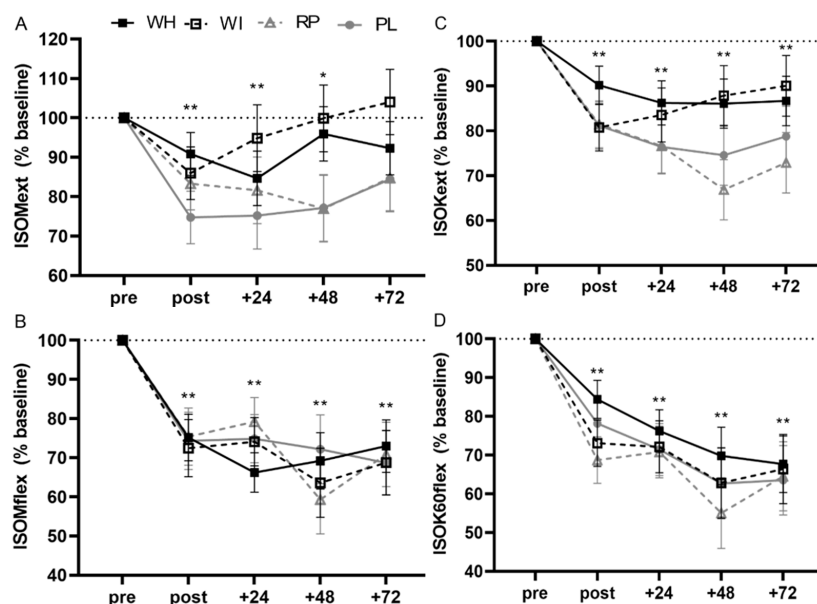 A WH WI RP PL
ISOMext (% baseline)
120
110
100
90
80
70
60
** ** *
pre post +24 +48 +72
C
ISOKext (% baseline)
100
90
80
70
60
50
** ** ** **
pre post +24 +48 +72
B
ISOMflex (% baseline)
100
90
80
70
60
50
40
** ** ** **
pre post +24 +48 +72
D
ISOK60flex (% baseline)
100
90
80
70
60
50
40
** ** ** **
pre post +24 +48 +72